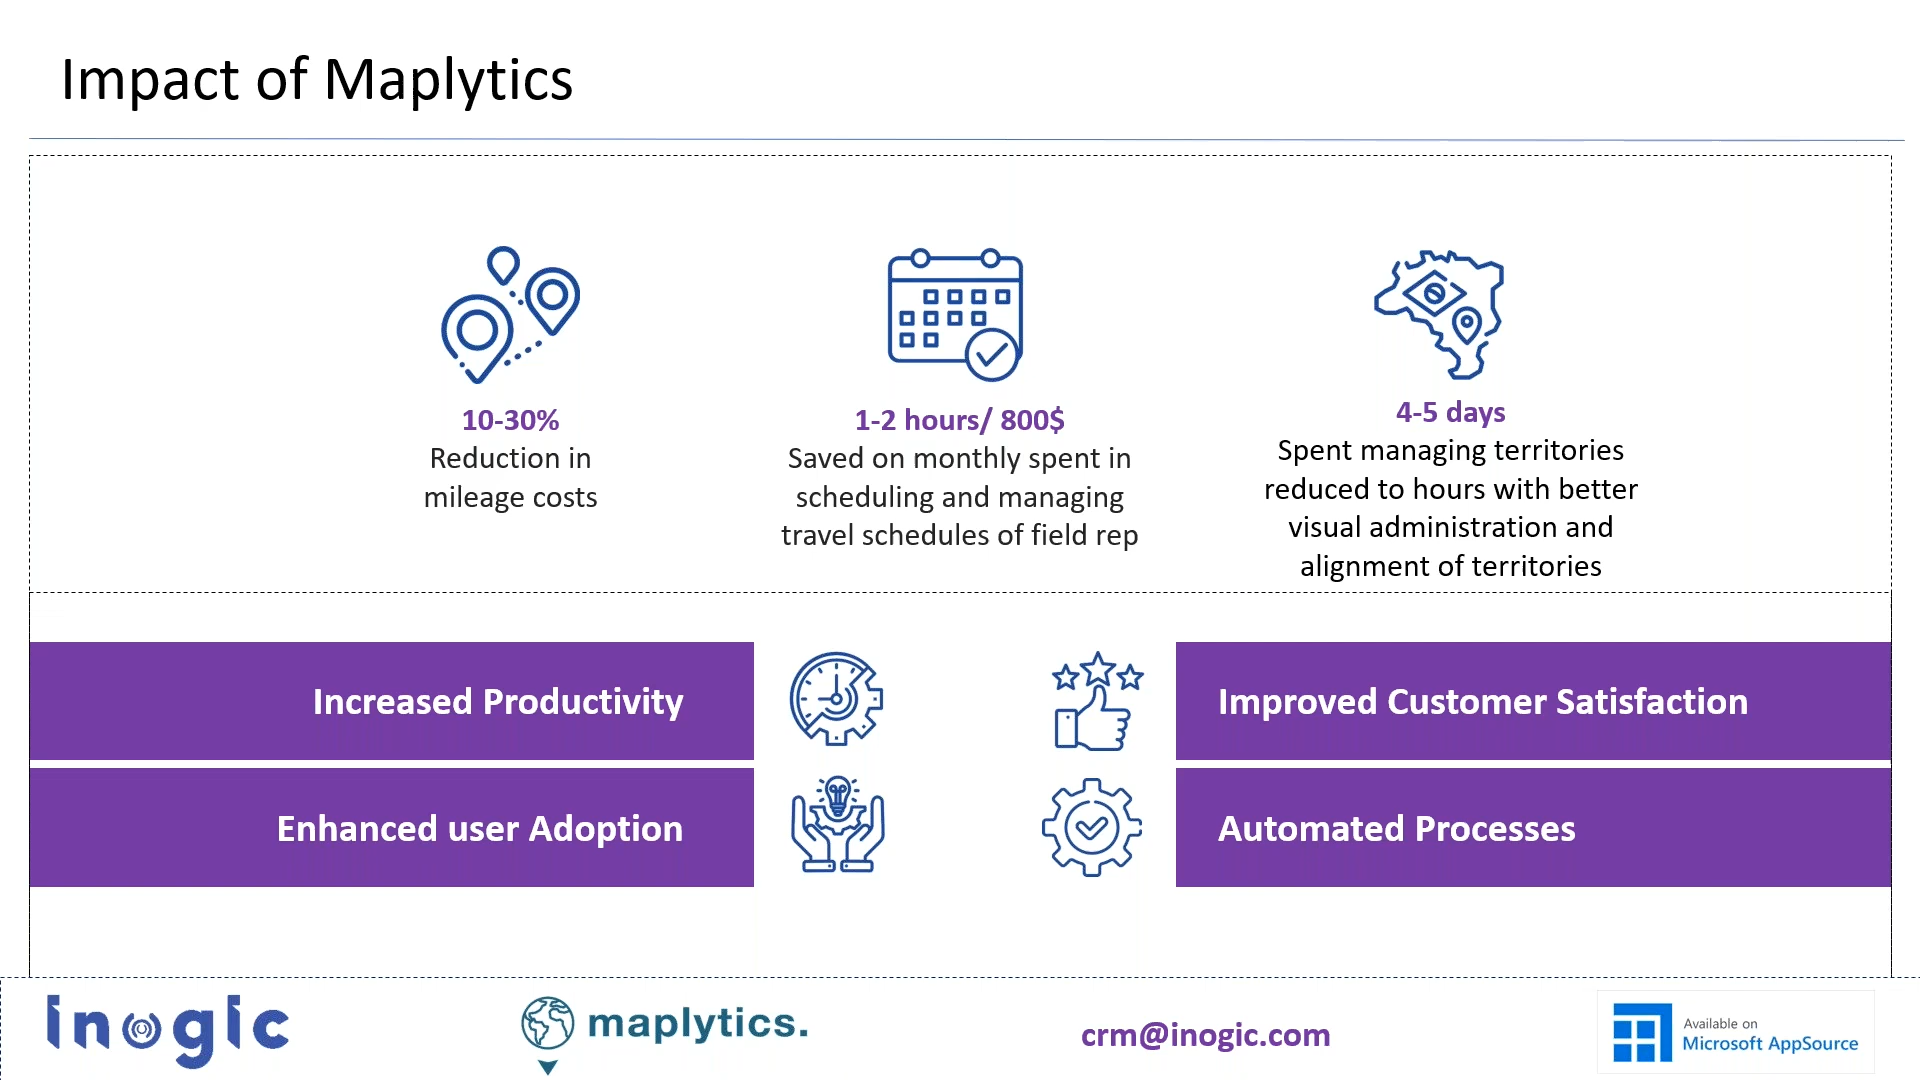 Impact of Maplytics
10-30%
Reduction in
mileage costs
1-2 hours/ 800$
Saved on monthly spent in
scheduling and managing
travel schedules of field rep
4-5 days
Spent managing territories
reduced to hours with better
visual administration and
alignment of territories
Increased Productivity
Improved Customer Satisfaction
Enhanced user Adoption
Automated Processes
inogic
maplytics.
crm@inogic.com
Available on
Microsoft AppSource